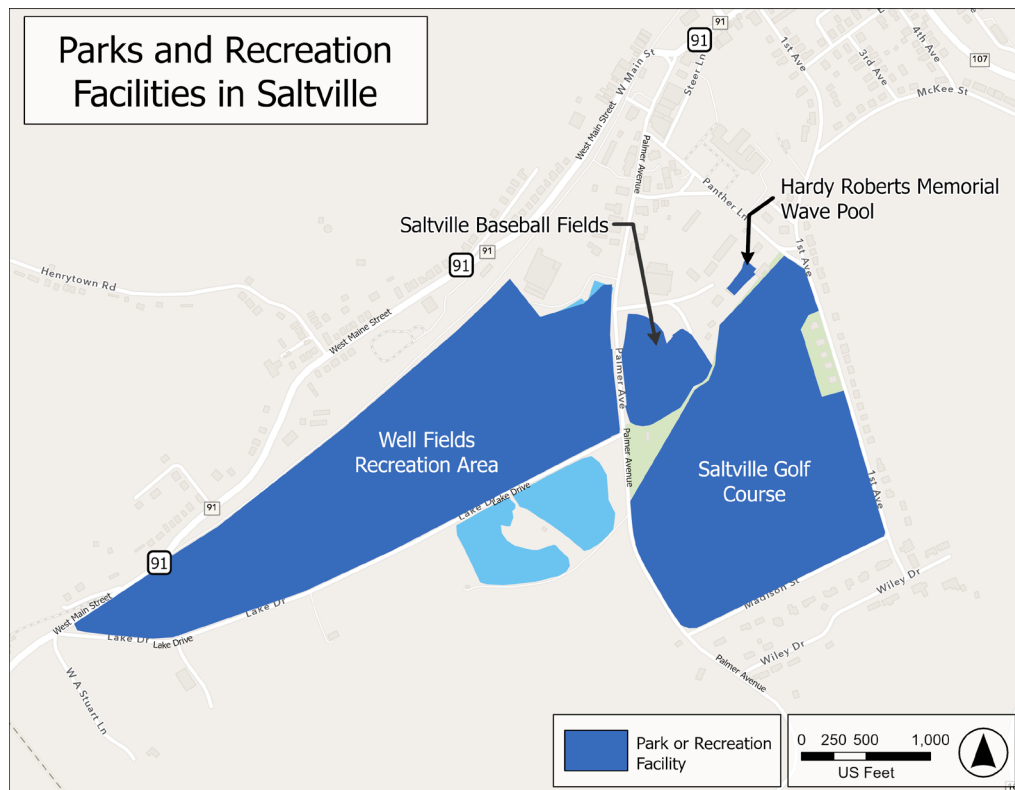 Parks and Recreation
Facilities in Saltville
91
91
W Main St
Steer Ln
1st Ave
4th Ave
3rd Ave
107
McKee St
West Main Street
Palmer Avenue
Panther Ln
Hardy Roberts Memorial
Wave Pool
Saltville Baseball Fields
1st Ave
91
91
Henrytown Rd
West Maine Street
Palmer Ave
Well Fields
Recreation Area
Palmer Avenue
Saltville Golf
Course
1st Ave
Lake Dr
Lake Drive
91
91
Madison St
Wiley Dr
West Main Street
Lake Dr
Lake Dr
Lake Drive
Wiley Dr
W A Stuart Ln
Palmer Avenue
Park or Recreation
Facility
0 250 500 1,000
US Feet